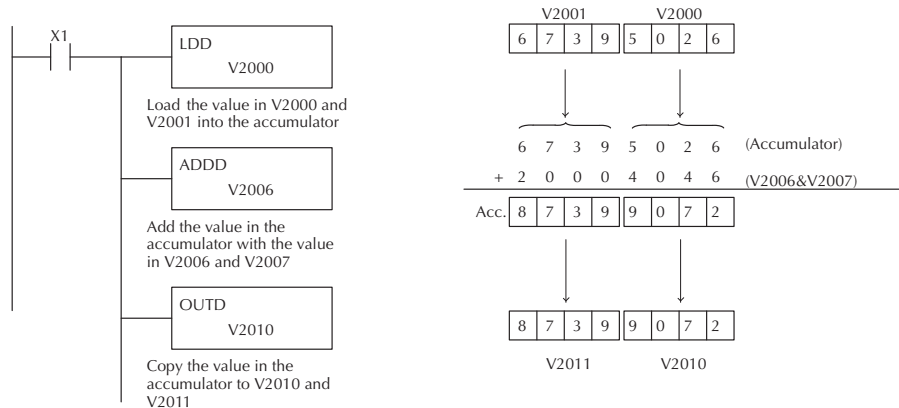 X1
LDD
V2000
Load the value in V2000 and
V2001 into the accumulator
ADDD
V2006
Add the value in the
accumulator with the value
in V2006 and V2007
OUTD
V2010
Copy the value in the
accumulator to V2010 and
V2011
V2001 V2000
6 7 3 9 5 0 2 6
6 7 3 9 5 0 2 6 (Accumulator)
+ 2 0 0 0 4 0 4 6 (V2006&V2007)
Acc. 8 7 3 9 9 0 7 2
8 7 3 9 9 0 7 2
V2011 V2010